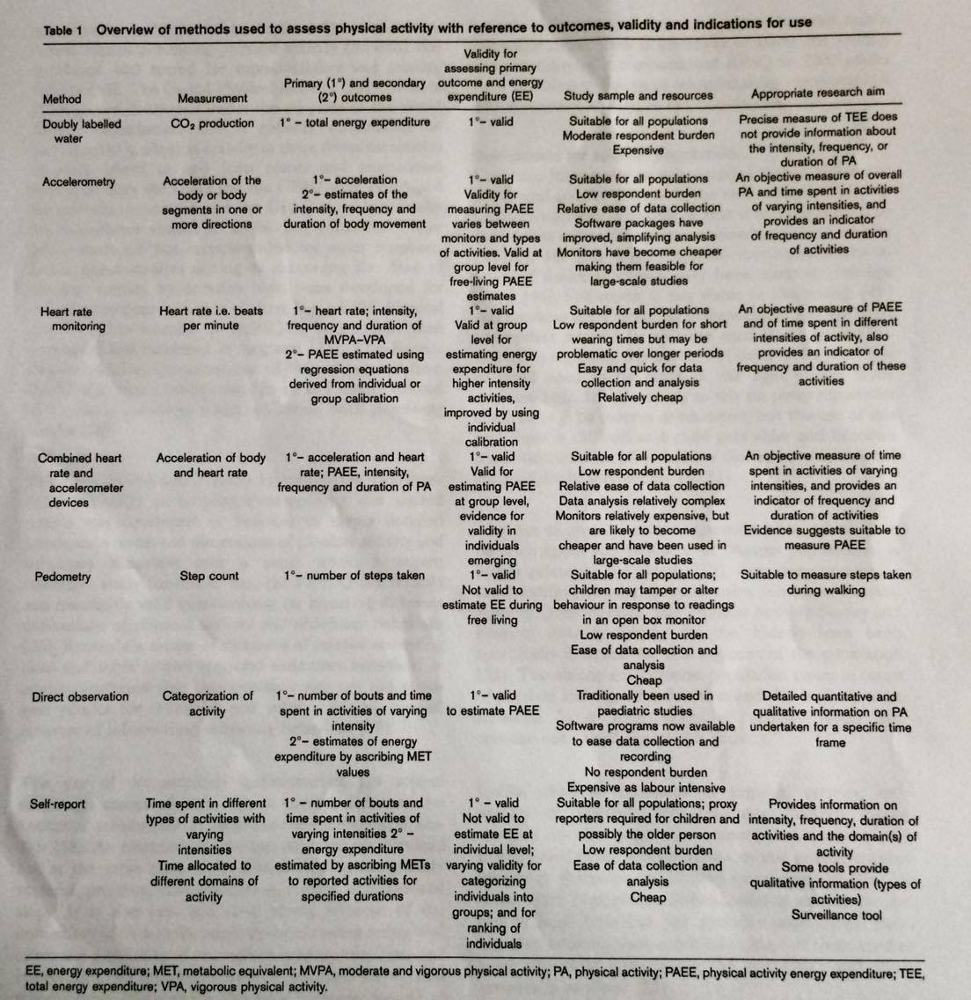 Table 1 Overview of methods used to assess physical activity with reference to outcomes, validity and indications for use
Method
Measurement
Primary (1°) and secondary
(2°) outcomes
Validity for
assessing primary
outcome and energy
expenditure (EE)
Study sample and resources
Appropriate research aim
Doubly labelled
water
CO₂ production
1° – total energy expenditure
1°– valid
Suitable for all populations
Moderate respondent burden
Expensive
Precise measure of TEE does
not provide information about
the intensity, frequency, or
duration of PA
Accelerometry
Acceleration of the
body or body
segments in one or
more directions
1°– acceleration
2°– estimates of the
intensity, frequency and
duration of body movement
1°– valid
Validity for
measuring PAEE
varies between
monitors and types
of activities. Valid at
group level for
free-living PAEE
estimates
Suitable for all populations
Low respondent burden
Relative ease of data collection
Software packages have
improved, simplifying analysis
Monitors have become cheaper
making them feasible for
large-scale studies
An objective measure of overall
PA and time spent in activities
of varying intensities, and
provides an indicator
of frequency and duration
of activities
Heart rate
monitoring
Heart rate i.e. beats
per minute
1°– heart rate; intensity,
frequency and duration of
MVPA–VPA
2°– PAEE estimated using
regression equations
derived from individual or
group calibration
1°– valid
Valid at group
level for
estimating energy
expenditure for
higher intensity
activities,
improved by using
individual
calibration
Suitable for all populations
Low respondent burden for short
wearing times but may be
problematic over longer periods
Easy and quick for data
collection and analysis
Relatively cheap
An objective measure of PAEE
and of time spent in different
intensities of activity, also
provides an indicator of
frequency and duration of these
activities
Combined heart
rate and
accelerometer
devices
Acceleration of body
and heart rate
1°– acceleration and heart
rate; PAEE, intensity,
frequency and duration of PA
1°– valid
Valid for
estimating PAEE
at group level,
evidence for
validity in
individuals
emerging
Suitable for all populations
Low respondent burden
Relative ease of data collection
Data analysis relatively complex
Monitors relatively expensive, but
are likely to become
cheaper and have been used in
large-scale studies
An objective measure of time
spent in activities of varying
intensities, and provides an
indicator of frequency and
duration of activities
Evidence suggests suitable to
measure PAEE
Pedometry
Step count
1°– number of steps taken
1°– valid
Not valid to
estimate EE during
free living
Suitable for all populations;
children may tamper or alter
behaviour in response to readings
in an open box monitor
Low respondent burden
Ease of data collection and
analysis
Cheap
Suitable to measure steps taken
during walking
Direct observation
Categorization of
activity
1°– number of bouts and time
spent in activities of varying
intensity
2°– estimates of energy
expenditure by ascribing MET
values
1°– valid
to estimate PAEE
Traditionally been used in
paediatric studies
Software programs now available
to ease data collection and
recording
No respondent burden
Expensive as labour intensive
Detailed quantitative and
qualitative information on PA
undertaken for a specific time
frame
Self-report
Time spent in different
types of activities with
varying
intensities
Time allocated to
different domains of
activity
1° – number of bouts and
time spent in activities of
varying intensities 2° –
energy expenditure
estimated by ascribing METs
to reported activities for
specified durations
1° – valid
Not valid to
estimate EE at
individual level;
varying validity for
categorizing
individuals into
groups; and for
ranking of
individuals
Suitable for all populations; proxy
reporters required for children and
possibly the older person
Low respondent burden
Ease of data collection and
analysis
Cheap
Provides information on
intensity, frequency, duration of
activities and the domain(s) of
activity
Some tools provide
qualitative information (types of
activities)
Surveillance tool
EE, energy expenditure; MET, metabolic equivalent; MVPA, moderate and vigorous physical activity; PA, physical activity; PAEE, physical activity energy expenditure; TEE,
total energy expenditure; VPA, vigorous physical activity.